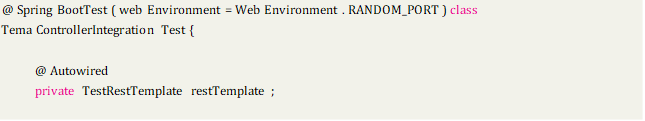 @ Spring BootTest ( web Environment = Web Environment . RANDOM_PORT ) class
Tema ControllerIntegration Test {
@ Autowired
private TestRestTemplate restTemplate ;